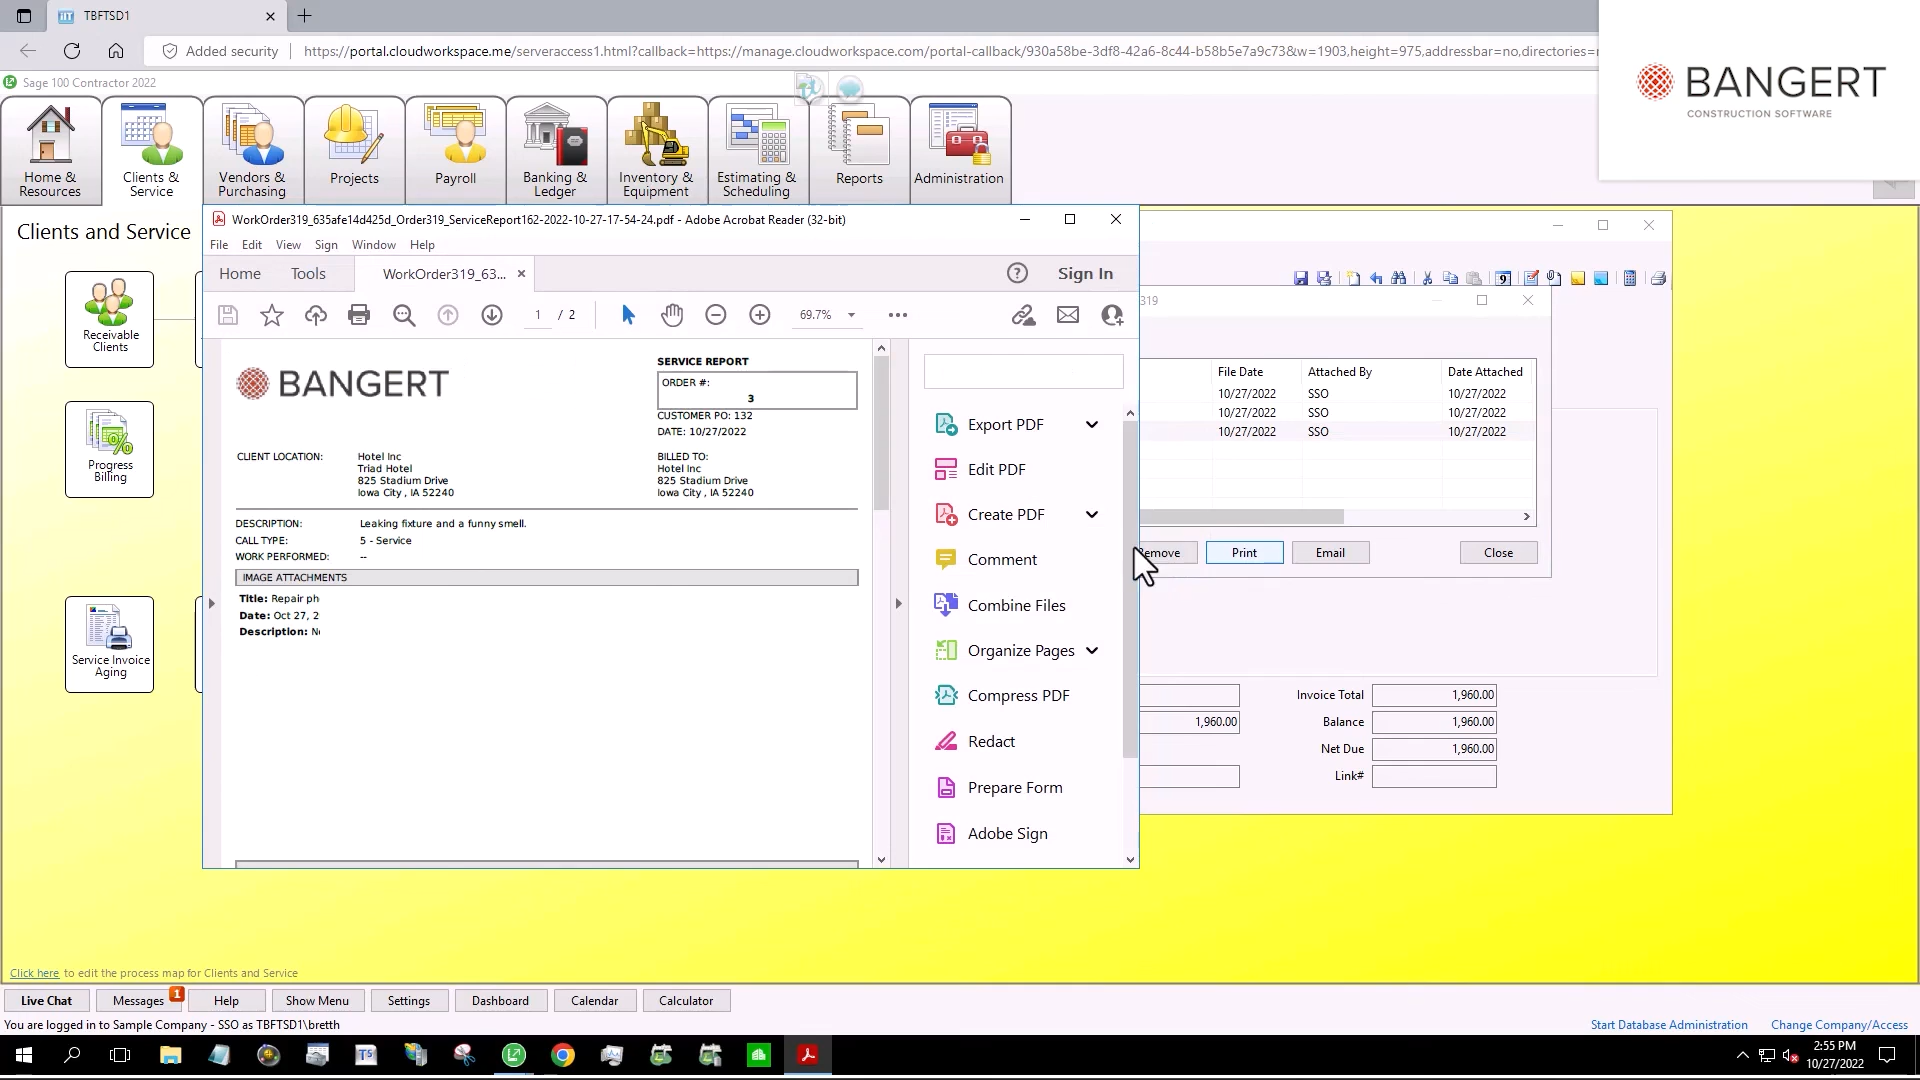 TBFTSD1
Added security
https://portal.cloudworkspace.me/serveraccess1.html?callback=https://manage.cloudworkspace.com/portal-callback/930a58be-3df8-42a6-8c44-b58b5e7a9c73&w=1903,height=975,addressbar=no,directories=
BANGERT
CONSTRUCTION SOFTWARE
Sage 100 Contractor 2022
Home &
Resources
Clients &
Service
Vendors &
Purchasing
Projects
Payroll
Banking &
Ledger
Inventory &
Equipment
Estimating &
Scheduling
Reports
Administration
Clients and Service
Receivable
Clients
Progress
Billing
Service Invoice
Aging
WorkOrder319_635afe14d425d_Order319_ServiceReport162-2022-10-27-17-54-24.pdf - Adobe Acrobat Reader (32-bit)
File Edit View Sign Window Help
Home Tools WorkOrder319_63... Sign In
1 / 2 69.7%
BANGERT
SERVICE REPORT
ORDER #:
3
CUSTOMER PO: 132
DATE: 10/27/2022
CLIENT LOCATION: Hotel Inc
Triad Hotel
825 Stadium Drive
Iowa City , IA 52240
BILLED TO:
Hotel Inc
825 Stadium Drive
Iowa City , IA 52240
DESCRIPTION: Leaking fixture and a funny smell.
CALL TYPE: 5 - Service
WORK PERFORMED: --
IMAGE ATTACHMENTS
Title: Repair ph
Date: Oct 27, 2
Description:
Export PDF
Edit PDF
Create PDF
Comment
Combine Files
Organize Pages
Compress PDF
Redact
Prepare Form
Adobe Sign
319
File Date Attached By Date Attached
10/27/2022 SSO 10/27/2022
10/27/2022 SSO 10/27/2022
10/27/2022 SSO 10/27/2022
emove Print Email Close
Invoice Total 1,960.00
1,960.00 Balance 1,960.00
Net Due 1,960.00
Link#
Click here to edit the process map for Clients and Service
Live Chat Messages 1 Help Show Menu Settings Dashboard Calendar Calculator
You are logged in to Sample Company - SSO as TBFTSD1\bretth
Start Database Administration Change Company/Access
2:55 PM
10/27/2022